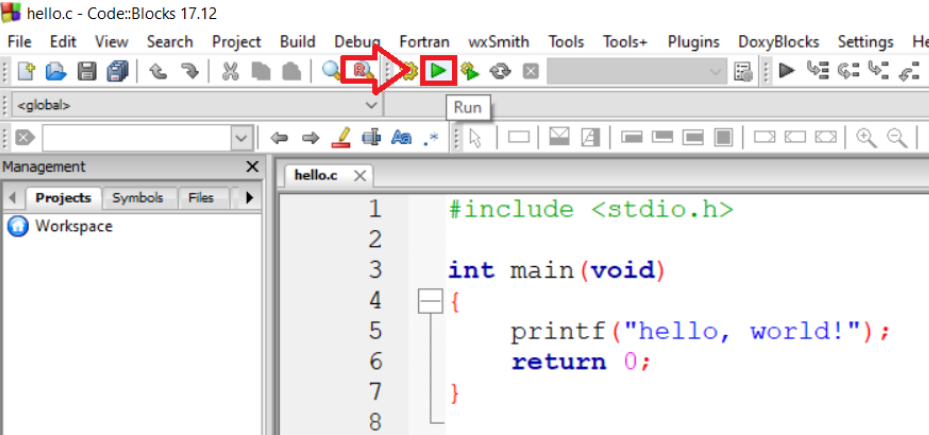 hello.c - Code::Blocks 17.12
File Edit View Search Project Build Debug Fortran wxSmith Tools Tools+ Plugins DoxyBlocks Settings He
<global>
Run
Aa .*
Management
Projects Symbols Files
Workspace
hello.c
1 #include <stdio.h>
2
3 int main(void)
4 {
5 printf("hello, world!");
6 return 0;
7 }
8